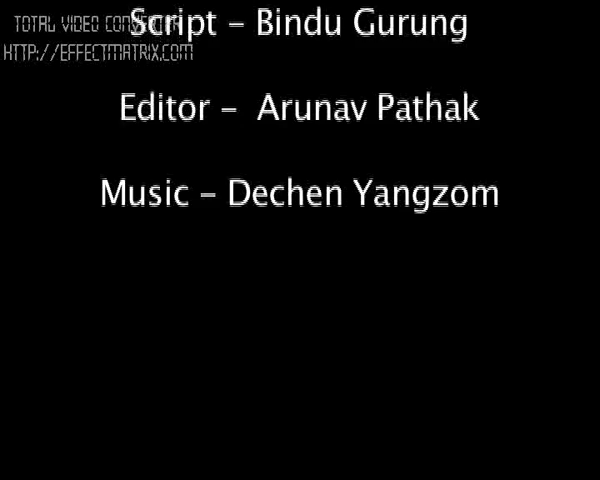 TOTAL VIDEO CONVERTER
Script - Bindu Gurung
HTTP://EFFECTMATRIX.COM
Editor - Arunav Pathak
Music - Dechen Yangzom